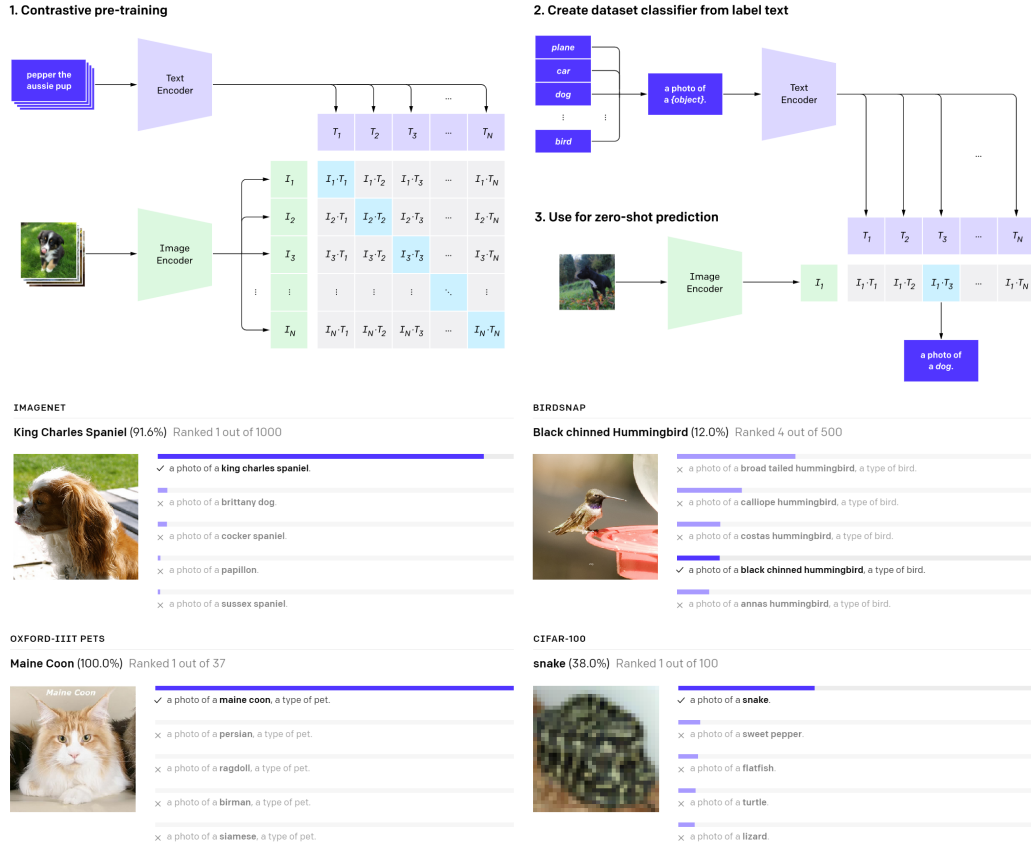 1. Contrastive pre-training
pepper the
aussie pup
Text
Encoder
...
T1 T2 T3 ... TN
I1 I1·T1 I1·T2 I1·T3 ... I1·TN
I2 I2·T1 I2·T2 I2·T3 ... I2·TN
I3 I3·T1 I3·T2 I3·T3 ... I3·TN
⋮ ⋮ ⋮ ⋮ ⋮ ⋱ ⋮
IN IN·T1 IN·T2 IN·T3 ... IN·TN
Image
Encoder
2. Create dataset classifier from label text
plane
car
dog
⋮ ⋮
bird
a photo of
a {object}.
Text
Encoder
...
3. Use for zero-shot prediction
Image
Encoder
T1 T2 T3 ... TN
I1 I1·T1 I1·T2 I1·T3 ... I1·TN
a photo of
a dog.
IMAGENET
King Charles Spaniel (91.6%) Ranked 1 out of 1000
✓ a photo of a king charles spaniel.
× a photo of a brittany dog.
× a photo of a cocker spaniel.
× a photo of a papillon.
× a photo of a sussex spaniel.
BIRDSNAP
Black chinned Hummingbird (12.0%) Ranked 4 out of 500
× a photo of a broad tailed hummingbird, a type of bird.
× a photo of a calliope hummingbird, a type of bird.
× a photo of a costas hummingbird, a type of bird.
✓ a photo of a black chinned hummingbird, a type of bird.
× a photo of a annas hummingbird, a type of bird.
OXFORD-IIIT PETS
Maine Coon (100.0%) Ranked 1 out of 37
Maine Coon
✓ a photo of a maine coon, a type of pet.
× a photo of a persian, a type of pet.
× a photo of a ragdoll, a type of pet.
× a photo of a birman, a type of pet.
× a photo of a siamese, a type of pet.
CIFAR-100
snake (38.0%) Ranked 1 out of 100
✓ a photo of a snake.
× a photo of a sweet pepper.
× a photo of a flatfish.
× a photo of a turtle.
× a photo of a lizard.